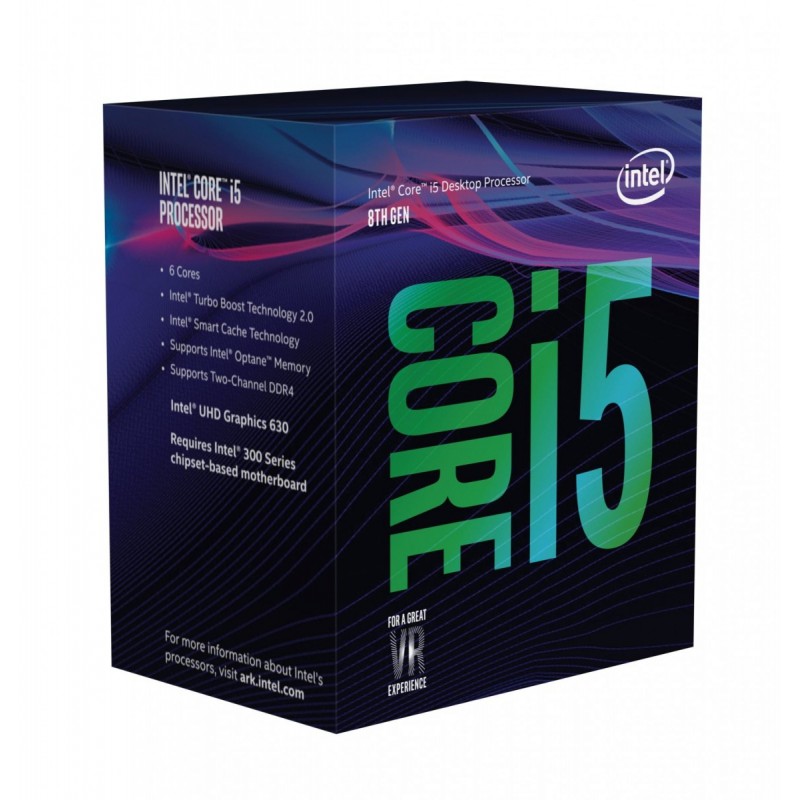 INTEL® CORE™ i5
PROCESSOR
• 6 Cores
• Intel® Turbo Boost Technology 2.0
• Intel® Smart Cache Technology
• Supports Intel® Optane™ Memory
• Supports Two-Channel DDR4
Intel® UHD Graphics 630
Requires Intel® 300 Series
chipset-based motherboard
For more information about Intel's
processors, visit ark.intel.com
Intel® Core™ i5 Desktop Processor
8TH GEN
intel®
CORE i5
FOR A GREAT
VR
EXPERIENCE